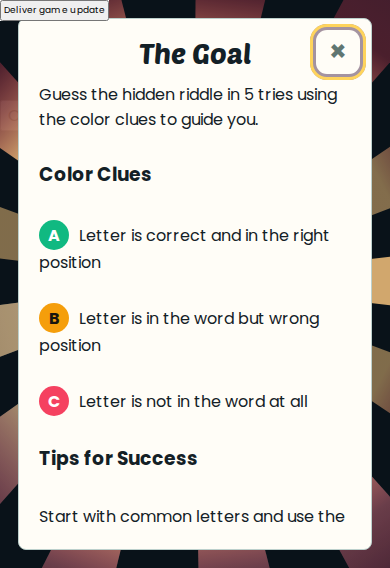 Deliver game update
The Goal
✖
Guess the hidden riddle in 5 tries using
the color clues to guide you.
Color Clues
A Letter is correct and in the right
position
B Letter is in the word but wrong
position
C Letter is not in the word at all
Tips for Success
Start with common letters and use the